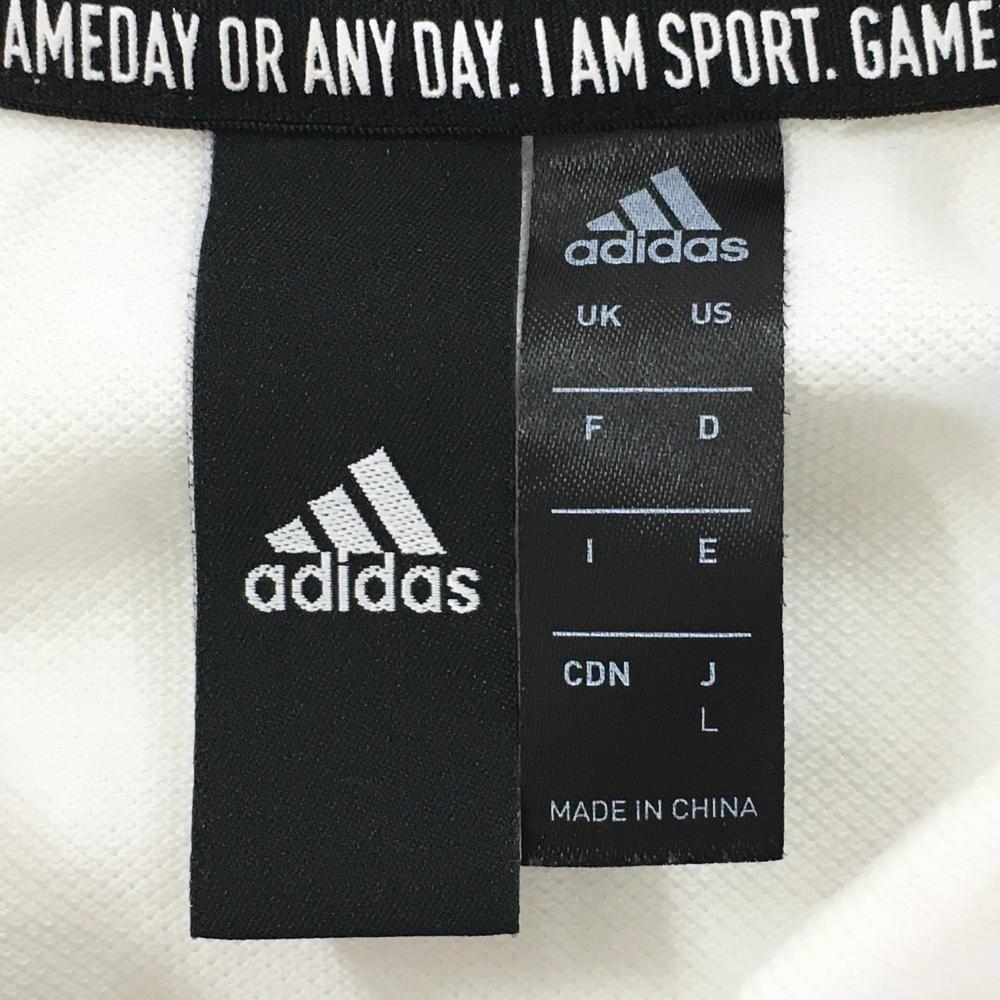 AMEDAY OR ANY DAY. I AM SPORT. GAME
adidas
adidas
UK US
F D
I E
CDN J
L
MADE IN CHINA